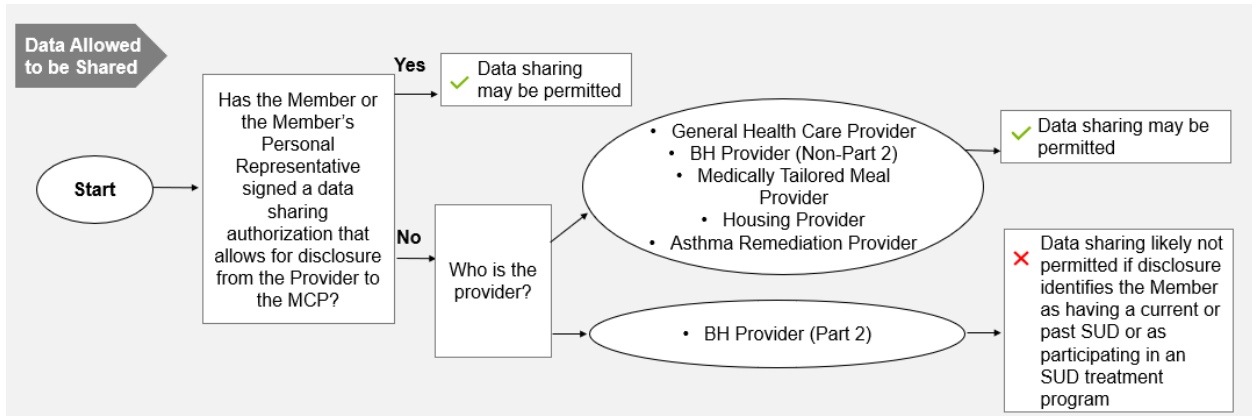 Data Allowed
to be Shared
Start
Has the Member or
the Member's
Personal
Representative
signed a data
sharing
authorization that
allows for disclosure
from the Provider to
the MCP?
Yes
Data sharing
may be permitted
No
Who is the
provider?
• General Health Care Provider
• BH Provider (Non-Part 2)
• Medically Tailored Meal
Provider
• Housing Provider
• Asthma Remediation Provider
Data sharing may be
permitted
• BH Provider (Part 2)
Data sharing likely not
permitted if disclosure
identifies the Member
as having a current or
past SUD or as
participating in an
SUD treatment
program